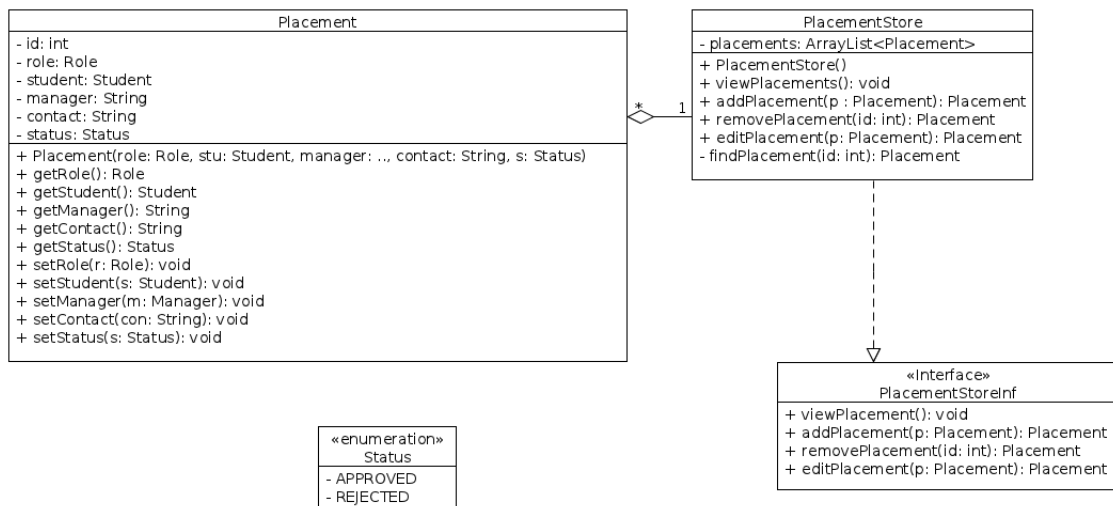 Placement
- id: int
- role: Role
- student: Student
- manager: String
- contact: String
- status: Status
+ Placement(role: Role, stu: Student, manager: .., contact: String, s: Status)
+ getRole(): Role
+ getStudent(): Student
+ getManager(): String
+ getContact(): String
+ getStatus(): Status
+ setRole(r: Role): void
+ setStudent(s: Student): void
+ setManager(m: Manager): void
+ setContact(con: String): void
+ setStatus(s: Status): void
*
1
PlacementStore
- placements: ArrayList<Placement>
+ PlacementStore()
+ viewPlacements(): void
+ addPlacement(p : Placement): Placement
+ removePlacement(id: int): Placement
+ editPlacement(p: Placement): Placement
- findPlacement(id: int): Placement
«Interface»
PlacementStoreInf
+ viewPlacement(): void
+ addPlacement(p: Placement): Placement
+ removePlacement(id: int): Placement
+ editPlacement(p: Placement): Placement
«enumeration»
Status
- APPROVED
- REJECTED